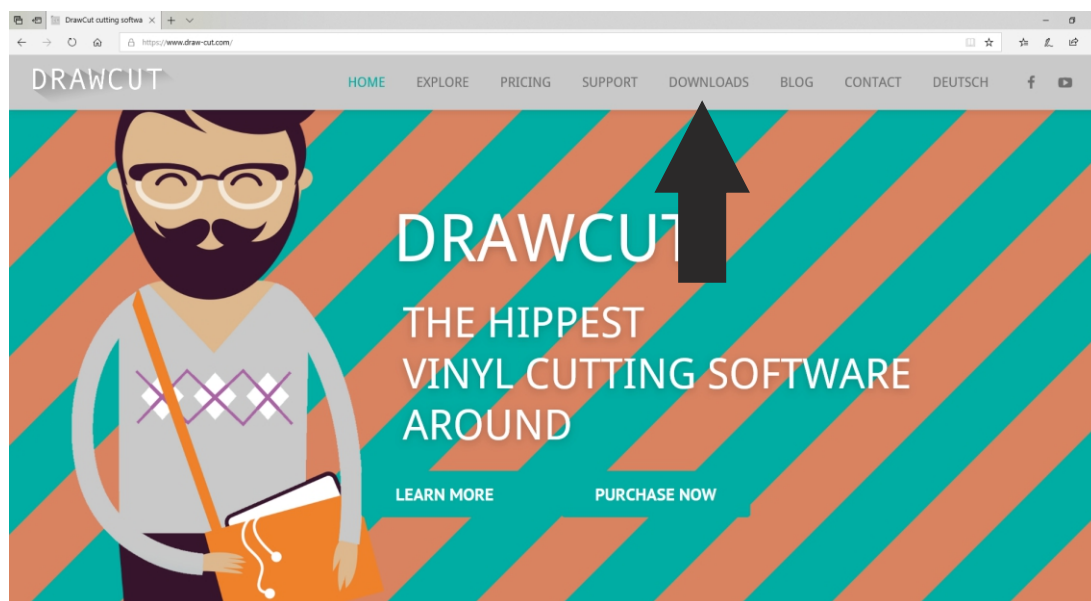 DrawCut cutting softwa
https://www.draw-cut.com/
DRAWCUT
HOME EXPLORE PRICING SUPPORT DOWNLOADS BLOG CONTACT DEUTSCH
DRAWCUT
THE HIPPEST
VINYL CUTTING SOFTWARE
AROUND
LEARN MORE PURCHASE NOW